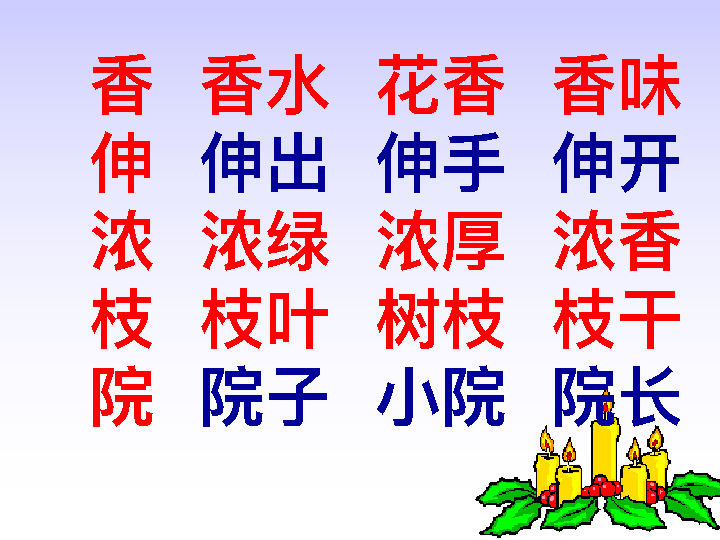 香 香水 花香 香味
伸 伸出 伸手 伸开
浓 浓绿 浓厚 浓香
枝 枝叶 树枝 枝干
院 院子 小院 院长